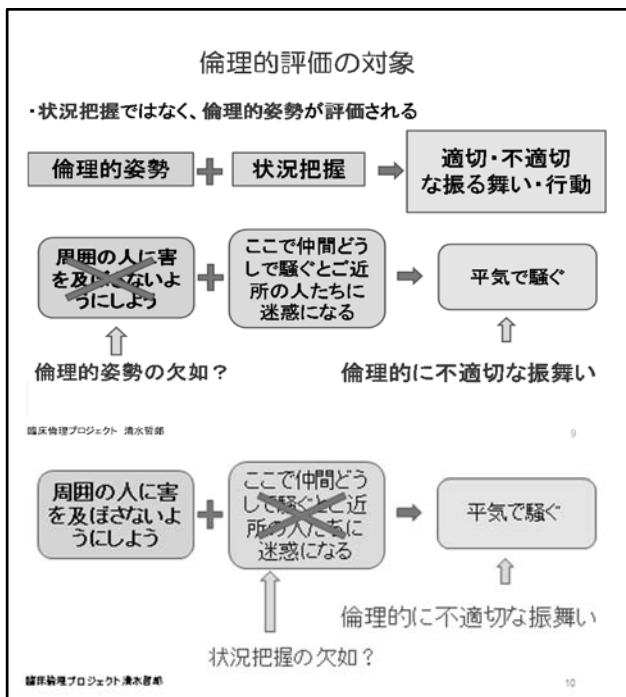 倫理的評価の対象
・状況把握ではなく、倫理的姿勢が評価される
倫理的姿勢
状況把握
適切・不適切
な振る舞い・行動
周囲の人に害
を及ぼさないよ
うにしよう
ここで仲間どう
しで騒ぐとご近
所の人たちに
迷惑になる
平気で騒ぐ
倫理的姿勢の欠如？
倫理的に不適切な振舞い
臨床倫理プロジェクト 清水哲郎
9
周囲の人に害
を及ぼさないよ
うにしよう
ここで仲間どう
しで騒ぐとご近
所の人たちに
迷惑になる
平気で騒ぐ
倫理的に不適切な振舞い
状況把握の欠如？
臨床倫理プロジェクト 清水哲郎
10